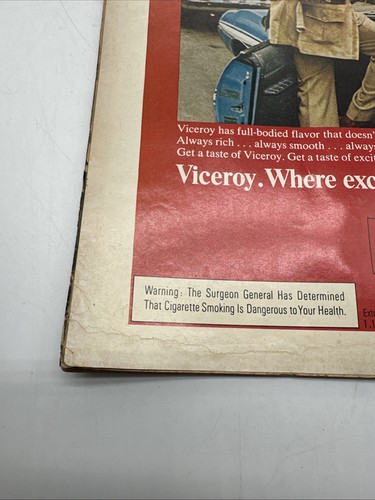 Viceroy has full-bodied flavor that doesn't
Always rich . . . always smooth . . . always
Get a taste of Viceroy. Get a taste of excit
Viceroy. Where exc
Warning: The Surgeon General Has Determined
That Cigarette Smoking Is Dangerous to Your Health.